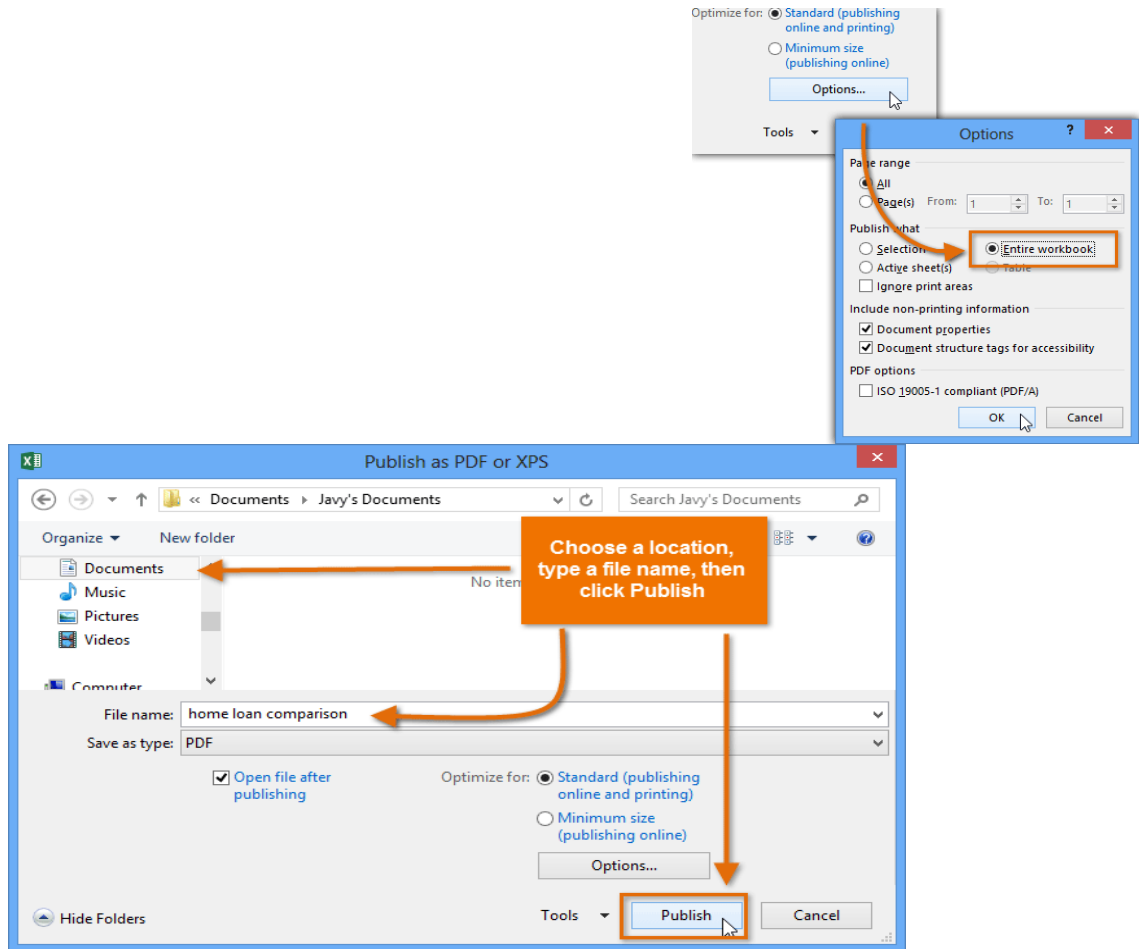 Optimize for: Standard (publishing
online and printing)
Minimum size
(publishing online)
Options...
Tools
Options ?
Page range
All
Page(s) From: 1 To: 1
Publish what
Selection Entire workbook
Active sheet(s) Table
Ignore print areas
Include non-printing information
Document properties
Document structure tags for accessibility
PDF options
ISO 19005-1 compliant (PDF/A)
OK Cancel
Publish as PDF or XPS
« Documents Javy's Documents Search Javy's Documents
Organize New folder
Choose a location,
type a file name, then
click Publish
Documents
No item
Music
Pictures
Videos
Computer
File name: home loan comparison
Save as type: PDF
Open file after
publishing
Optimize for: Standard (publishing
online and printing)
Minimum size
(publishing online)
Options...
Hide Folders Tools Publish Cancel